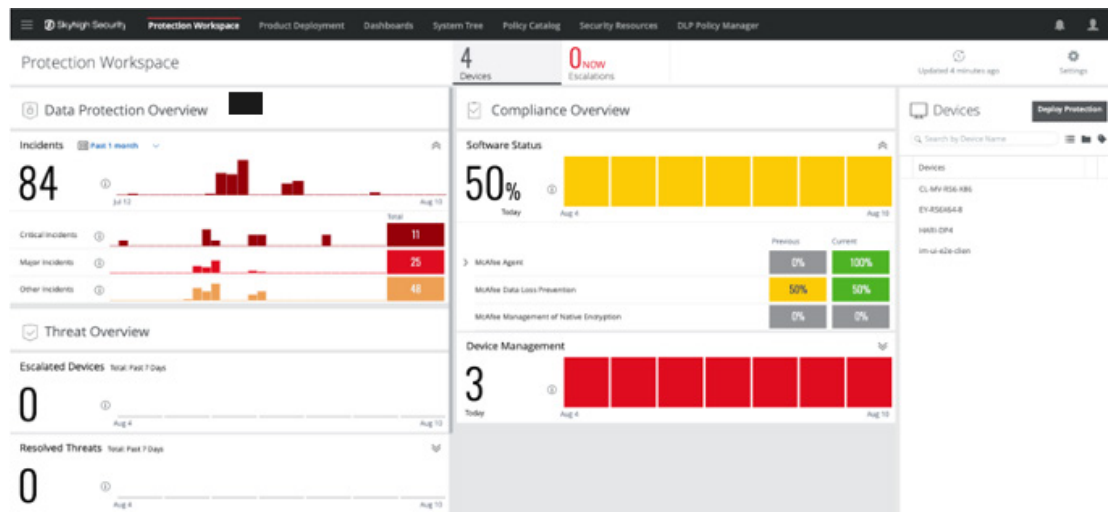 Skyhigh Security Protection Workspace Product Deployment Dashboards System Tree Policy Catalog Security Resources DLP Policy Manager
Protection Workspace
4
Devices
0 NOW
Escalations
Updated 4 minutes ago
Settings
Data Protection Overview
Incidents Past 1 month
84
Jul 12
Aug 10
Total
Critical Incidents 11
Major Incidents 25
Other Incidents 48
Threat Overview
Escalated Devices Total: Past 7 Days
0
Aug 4
Aug 10
Resolved Threats Total: Past 7 Days
0
Aug 4
Aug 10
Compliance Overview
Software Status
50%
Today
Aug 4
Aug 10
Previous Current
McAfee Agent 0% 100%
McAfee Data Loss Prevention 50% 50%
McAfee Management of Native Encryption 0% 0%
Device Management
3
Today
Aug 4
Aug 10
Devices Deploy Protection
Search by Device Name
Devices
CL-MV-RS6-X86
EY-RS6X64-8
HARI-DP4
im-ui-e2e-clien